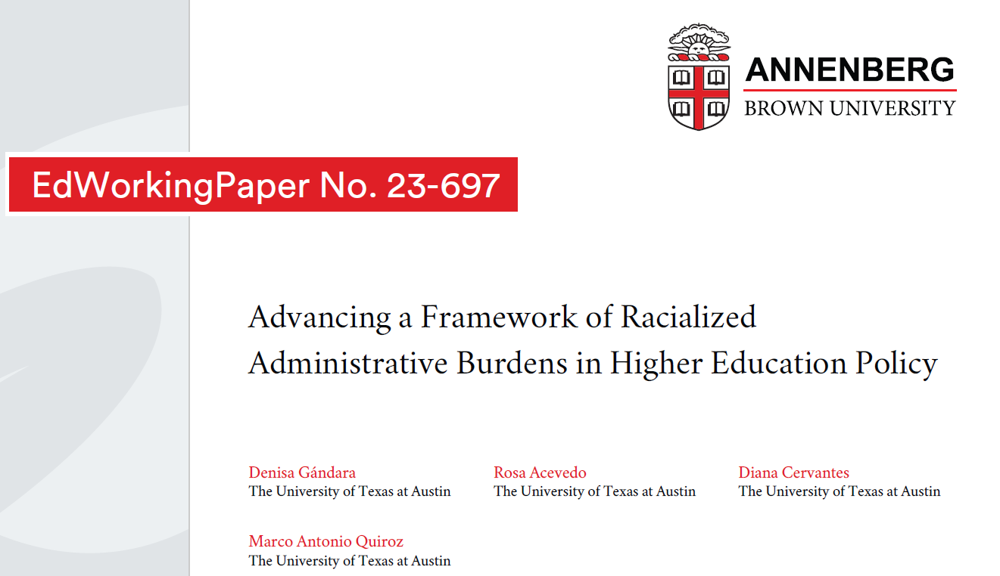 ANNENBERG
BROWN UNIVERSITY
EdWorkingPaper No. 23-697
Advancing a Framework of Racialized
Administrative Burdens in Higher Education Policy
Denisa Gándara
The University of Texas at Austin
Rosa Acevedo
The University of Texas at Austin
Diana Cervantes
The University of Texas at Austin
Marco Antonio Quiroz
The University of Texas at Austin